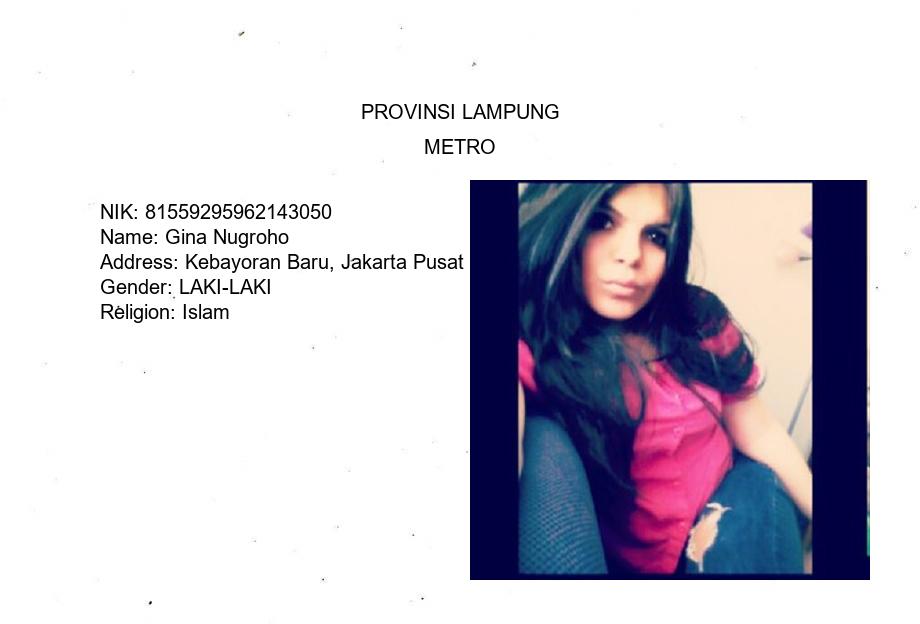 PROVINSI LAMPUNG
METRO
NIK: 81559295962143050
Name: Gina Nugroho
Address: Kebayoran Baru, Jakarta Pusat
Gender: LAKI-LAKI
Religion: Islam